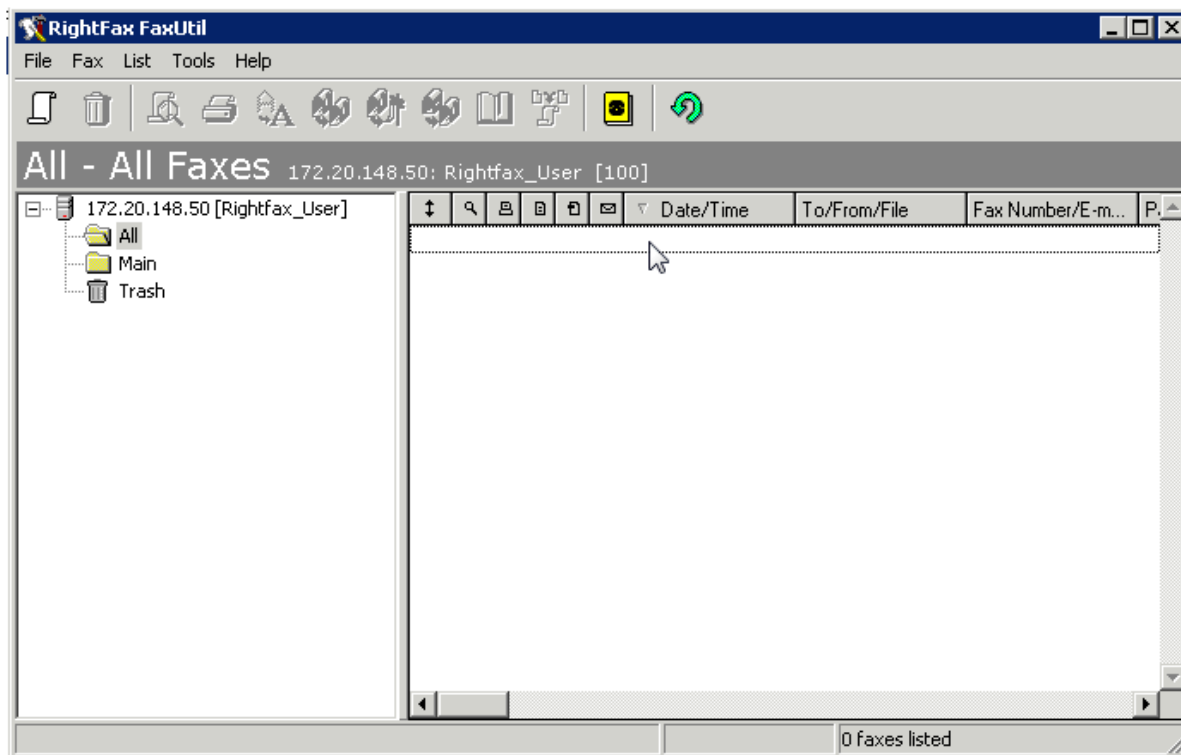 RightFax FaxUtil
File Fax List Tools Help
All - All Faxes 172.20.148.50: Rightfax_User [100]
172.20.148.50 [Rightfax_User]
Date/Time To/From/File Fax Number/E-m...
All
Main
Trash
0 faxes listed